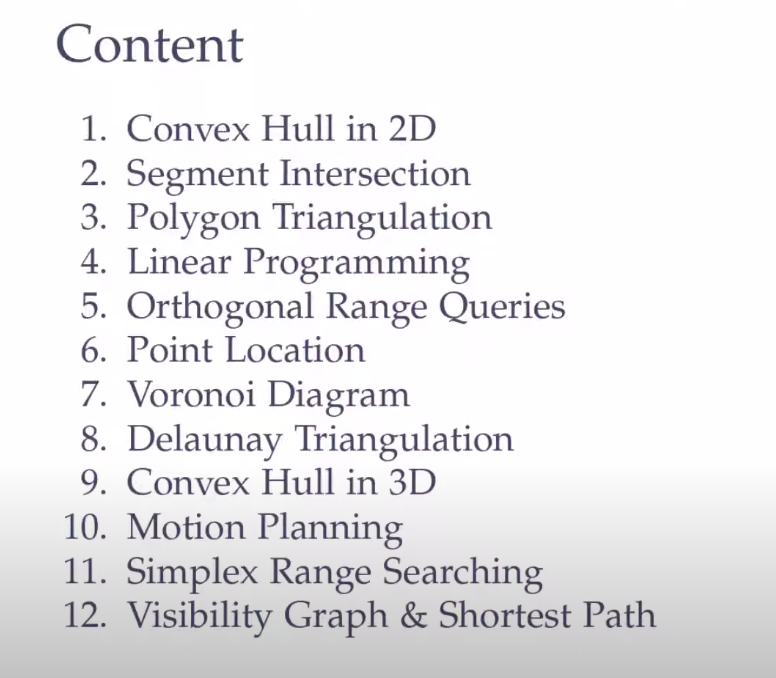 Content
1. Convex Hull in 2D
2. Segment Intersection
3. Polygon Triangulation
4. Linear Programming
5. Orthogonal Range Queries
6. Point Location
7. Voronoi Diagram
8. Delaunay Triangulation
9. Convex Hull in 3D
10. Motion Planning
11. Simplex Range Searching
12. Visibility Graph & Shortest Path